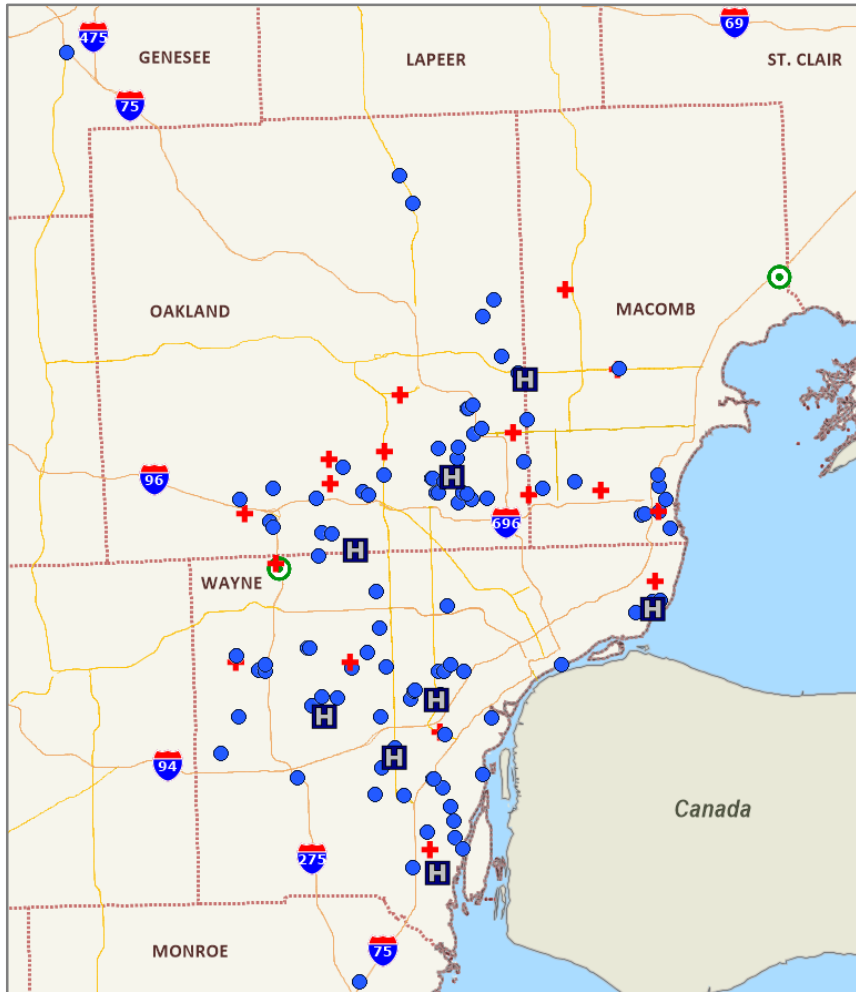 475
69
GENESEE
LAPEER
ST. CLAIR
75
OAKLAND
MACOMB
H
H
96
696
H
WAYNE
H
H
H
H
94
Canada
275
H
MONROE
75